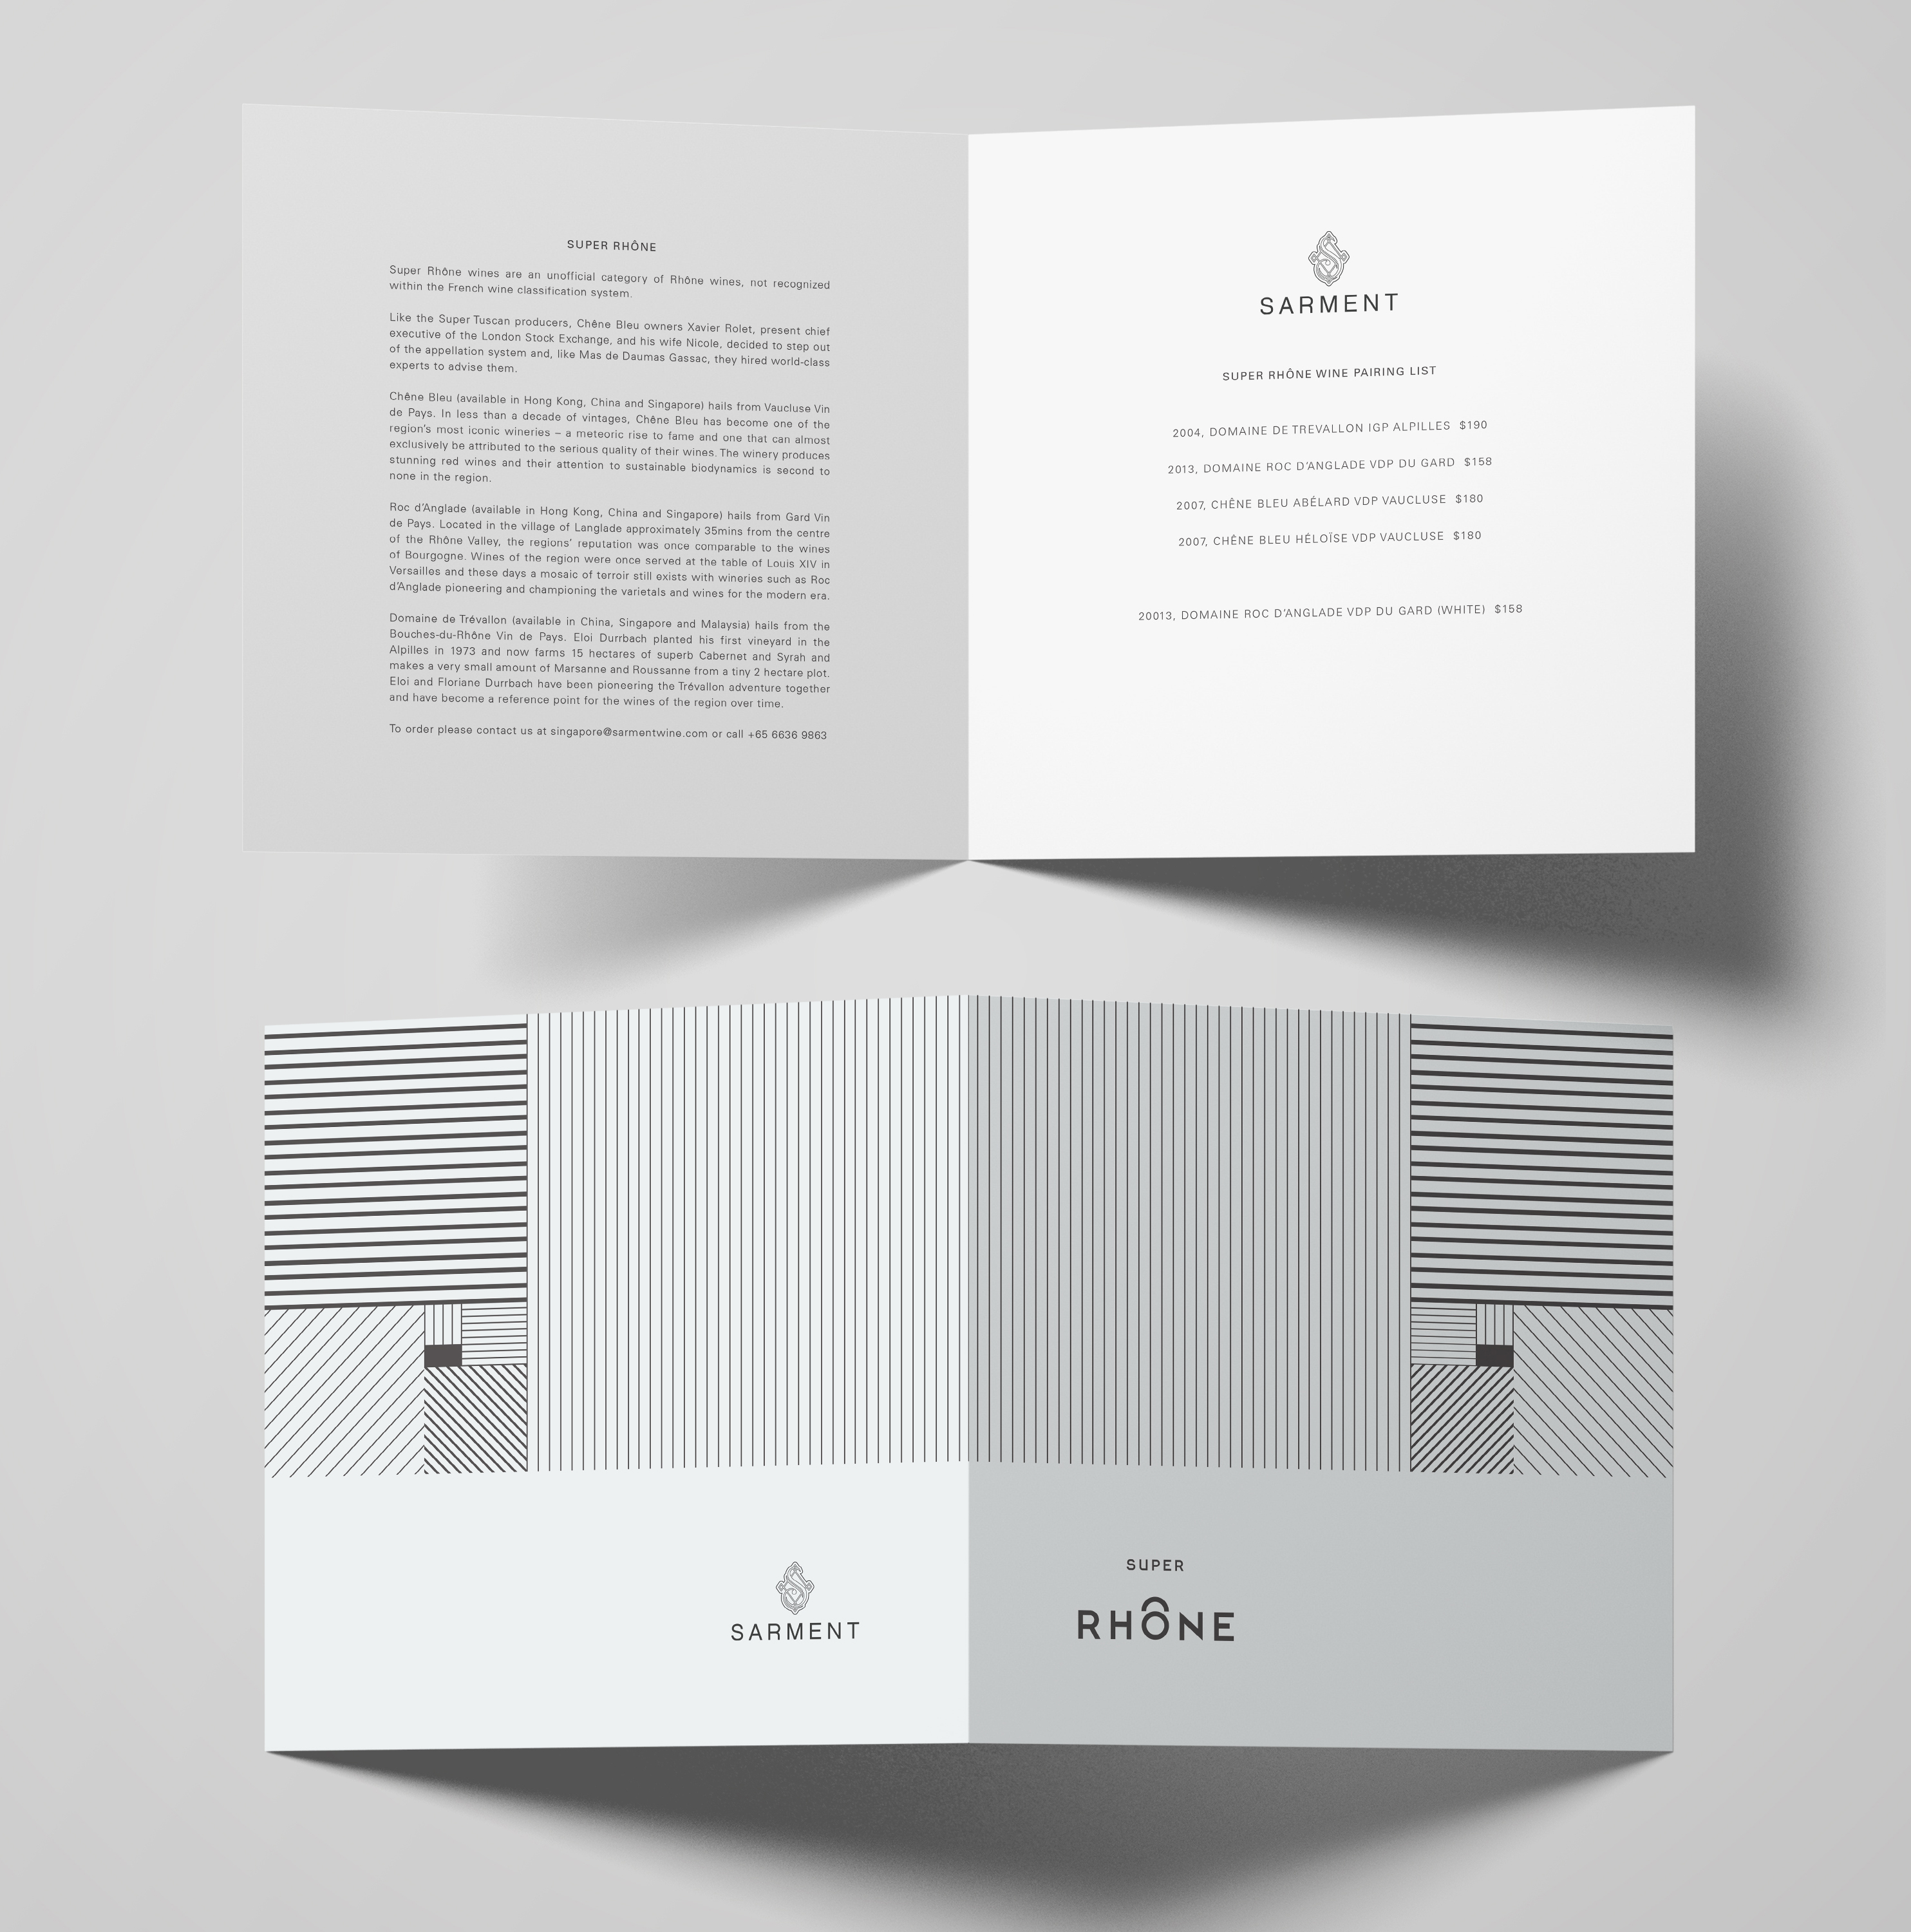 SUPER RHÔNE
Super Rhône wines are an unofficial category of Rhône wines, not recognized
within the French wine classification system.
Like the Super Tuscan producers, Chêne Bleu owners Xavier Rolet, present chief
executive of the London Stock Exchange, and his wife Nicole, decided to step out
of the appellation system and, like Mas de Daumas Gassac, they hired world-class
experts to advise them.
Chêne Bleu (available in Hong Kong, China and Singapore) hails from Vaucluse Vin
de Pays. In less than a decade of vintages, Chêne Bleu has become one of the
region's most iconic wineries – a meteoric rise to fame and one that can almost
exclusively be attributed to the serious quality of their wines. The winery produces
stunning red wines and their attention to sustainable biodynamics is second to
none in the region.
Roc d'Anglade (available in Hong Kong, China and Singapore) hails from Gard Vin
de Pays. Located in the village of Langlade approximately 35mins from the centre
of the Rhône Valley, the regions' reputation was once comparable to the wines
of Bourgogne. Wines of the region were once served at the table of Louis XIV in
Versailles and these days a mosaic of terroir still exists with wineries such as Roc
d'Anglade pioneering and championing the varietals and wines for the modern era.
Domaine de Trévallon (available in China, Singapore and Malaysia) hails from the
Bouches-du-Rhône Vin de Pays. Eloi Durrbach planted his first vineyard in the
Alpilles in 1973 and now farms 15 hectares of superb Cabernet and Syrah and
makes a very small amount of Marsanne and Roussanne from a tiny 2 hectare plot.
Eloi and Floriane Durrbach have been pioneering the Trévallon adventure together
and have become a reference point for the wines of the region over time.
To order please contact us at singapore@sarmentwine.com or call +65 6636 9863
SARMENT
SUPER RHÔNE WINE PAIRING LIST
2004, DOMAINE DE TREVALLON IGP ALPILLES $190
2013, DOMAINE ROC D'ANGLADE VDP DU GARD $158
2007, CHÊNE BLEU ABÉLARD VDP VAUCLUSE $180
2007, CHÊNE BLEU HÉLOÏSE VDP VAUCLUSE $180
20013, DOMAINE ROC D'ANGLADE VDP DU GARD (WHITE) $158
SARMENT
SUPER
RHÔNE